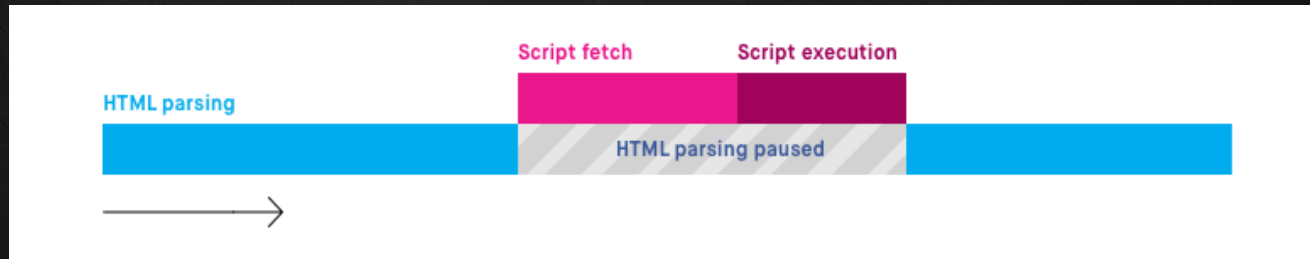 Script fetch
Script execution
HTML parsing
HTML parsing paused